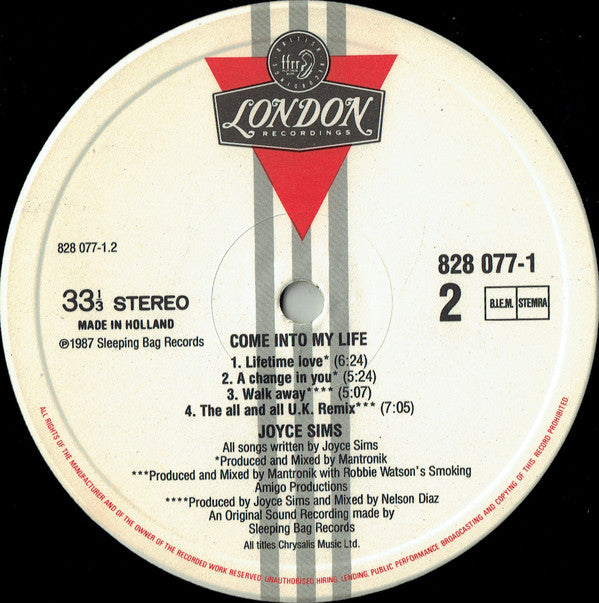 BRITISH RECORDINGS
ffrr
LONDON
RECORDINGS
828 077-1.2
33 1/3 STEREO
MADE IN HOLLAND
℗1987 Sleeping Bag Records
828 077-1
2
B.I.E.M. STEMRA
COME INTO MY LIFE
1. Lifetime love* (6:24)
2. A change in you* (5:24)
3. Walk away**** (5:07)
4. The all and all U.K. Remix*** (7:05)
JOYCE SIMS
All songs written by Joyce Sims
*Produced and Mixed by Mantronik
***Produced and Mixed by Mantronik with Robbie Watson's Smoking
Amigo Productions
****Produced by Joyce Sims and Mixed by Nelson Diaz
An Original Sound Recording made by
Sleeping Bag Records
All titles Chrysalis Music Ltd.
ALL RIGHTS OF THE MANUFACTURER AND OF THE OWNER OF THE RECORDED WORK RESERVED. UNAUTHORISED HIRING, LENDING, PUBLIC PERFORMANCE BROADCASTING AND COPYING OF THIS RECORD PROHIBITED.